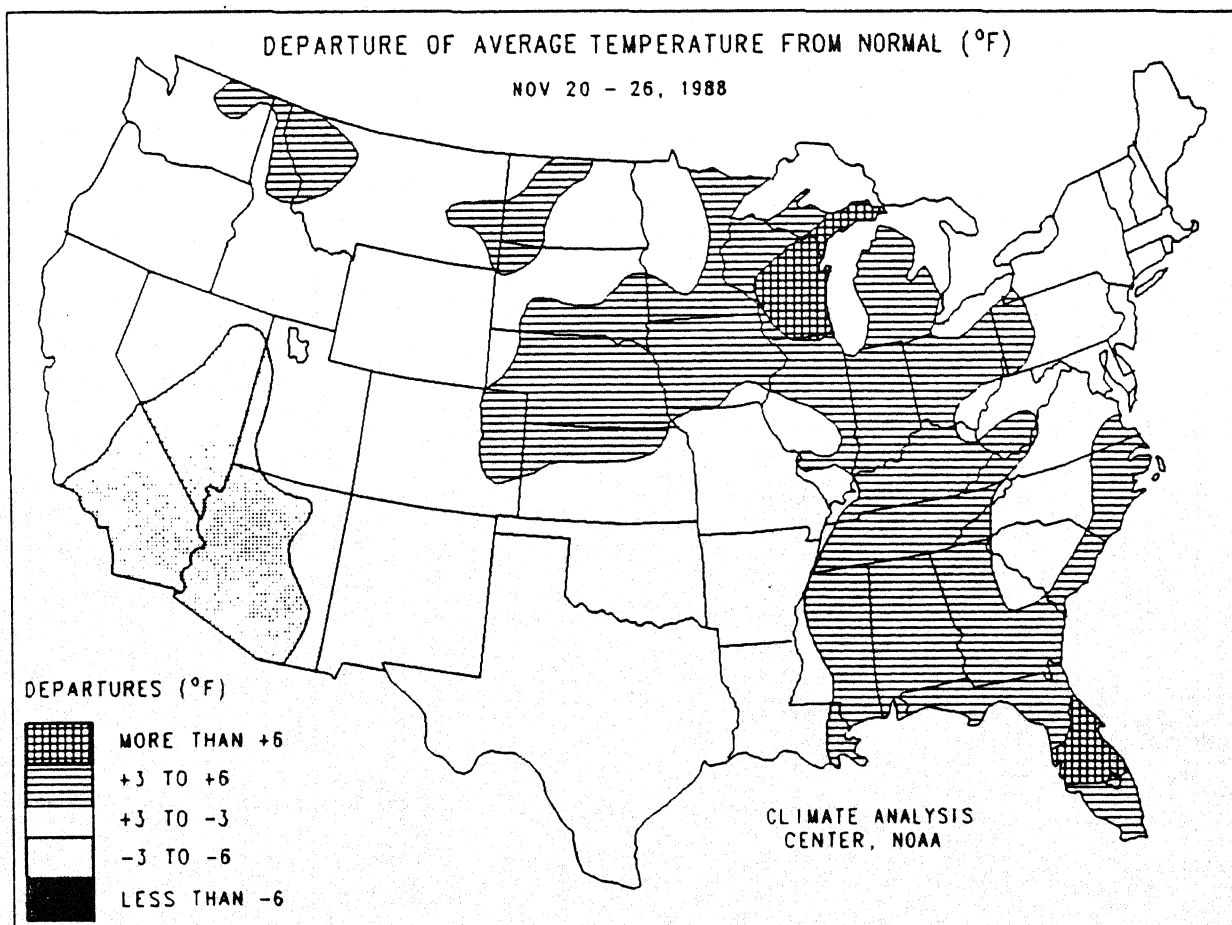 DEPARTURE OF AVERAGE TEMPERATURE FROM NORMAL (°F)
NOV 20 - 26, 1988
DEPARTURES (°F)
MORE THAN +6
+3 TO +6
+3 TO -3
-3 TO -6
LESS THAN -6
CLIMATE ANALYSIS
CENTER, NOAA